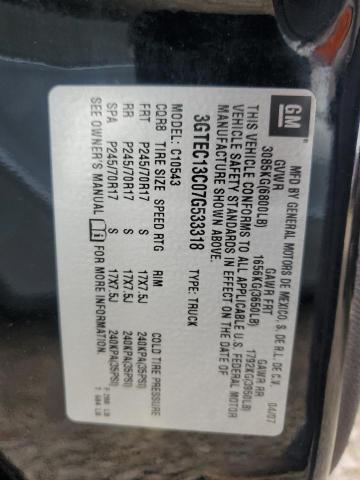 GM
MFD BY GENERAL MOTORS DE MEXICO, S. DE R.L. DE C.V. 04/07
GVWR GAWR FRT GAWR RR
3085KG(6800LB) 1656KG(3650LB) 1792KG(3950LB)
THIS VEHICLE CONFORMS TO ALL APPLICABLE U.S. FEDERAL MOTOR
VEHICLE SAFETY STANDARDS IN EFFECT ON THE DATE OF
MANUFACTURE SHOWN ABOVE.
3GTEC13C07G533318 TYPE: TRUCK
MODEL: C10543
CQRB TIRE SIZE SPEED RTG RIM COLD TIRE PRESSURE
FRT P245/70R17 S 17X7.5J 240KPA(35PSI)
RR P245/70R17 S 17X7.5J 240KPA(35PSI)
SPA P245/70R17 S 17X7.5J 240KPA(35PSI)
SEE OWNER'S MANUAL FOR MORE INFORMATION.